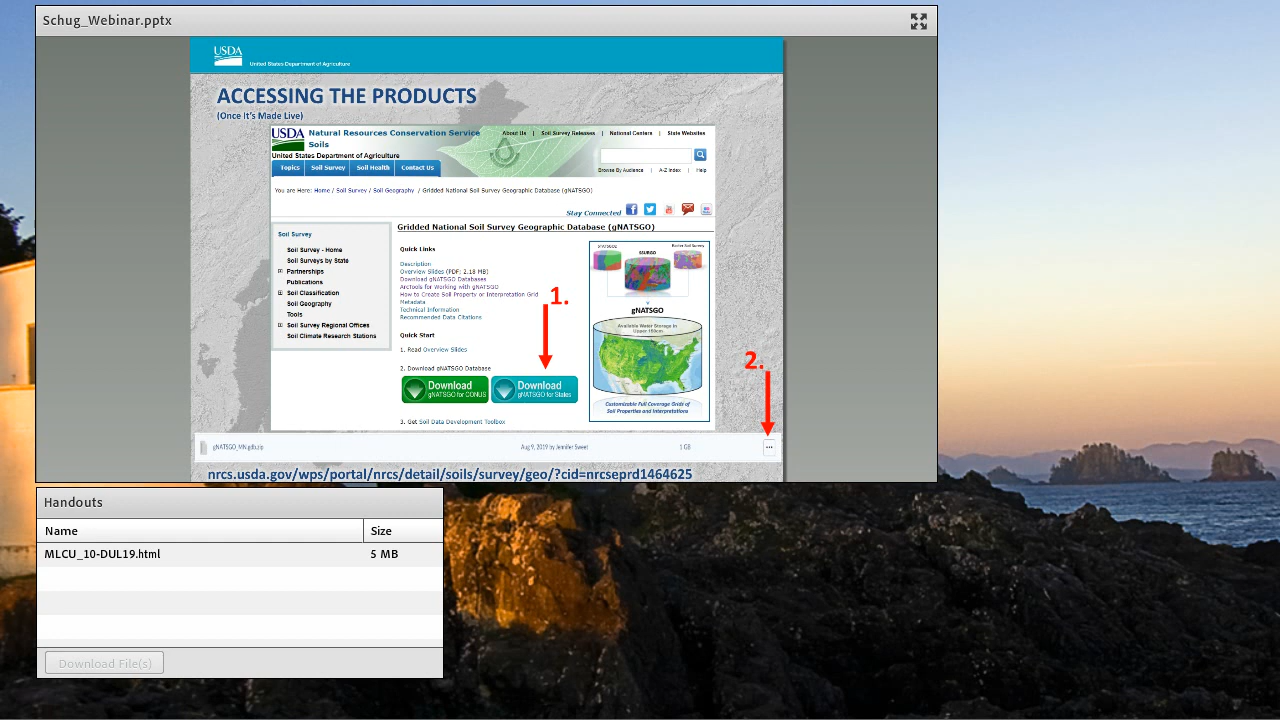 Schug_Webinar.pptx
USDA
United States Department of Agriculture
ACCESSING THE PRODUCTS
(Once It's Made Live)
USDA Natural Resources Conservation Service
Soils
United States Department of Agriculture
About Us | Soil Survey Releases | National Centers | State Websites
Topics Soil Survey Soil Health Contact Us
Browse By Audience | A-Z Index | Help
You are Here: Home / Soil Survey / Soil Geography / Gridded National Soil Survey Geographic Database (gNATSGO)
Stay Connected
Soil Survey
Soil Survey - Home
Soil Surveys by State
Partnerships
Publications
Soil Classification
Soil Geography
Tools
Soil Survey Regional Offices
Soil Climate Research Stations
Gridded National Soil Survey Geographic Database (gNATSGO)
Quick Links
Description
Overview Slides (PDF; 2.18 MB)
Download gNATSGO Databases
Arctools for Working with gNATSGO
How to Create Soil Property or Interpretation Grid
Metadata
Technical Information
Recommended Data Citations
Quick Start
1. Read Overview Slides
2. Download gNATSGO Database
Download
gNATSGO for CONUS
Download
gNATSGO for States
3. Get Soil Data Development Toolbox
1.
STATSGO2
SSURGO
Raster Soil Survey
gNATSGO
Available Water Storage in
Upper 100cm
Customizable Full Coverage Grids of
Soil Properties and Interpretations
2.
gNATSGO_MN.gdb.zip Aug 9, 2019 by Jennifer Sweet 1 GB
nrcs.usda.gov/wps/portal/nrcs/detail/soils/survey/geo/?cid=nrcseprd1464625
Handouts
Name Size
MLCU_10-DUL19.html 5 MB
Download File(s)